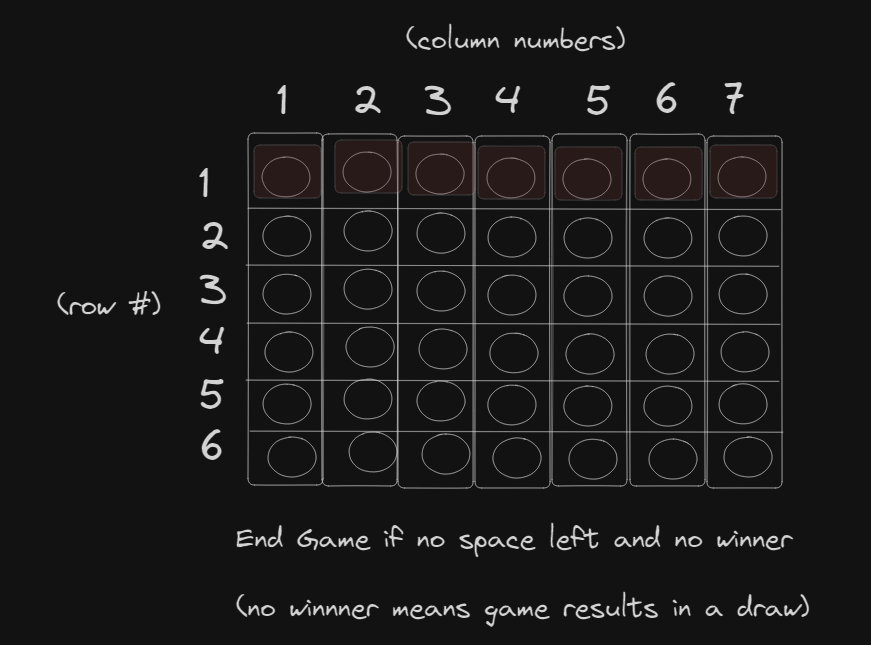 (column numbers)
1 2 3 4 5 6 7
1
2
3
(row #)
4
5
6
End Game if no space left and no winner
(no winnner means game results in a draw)